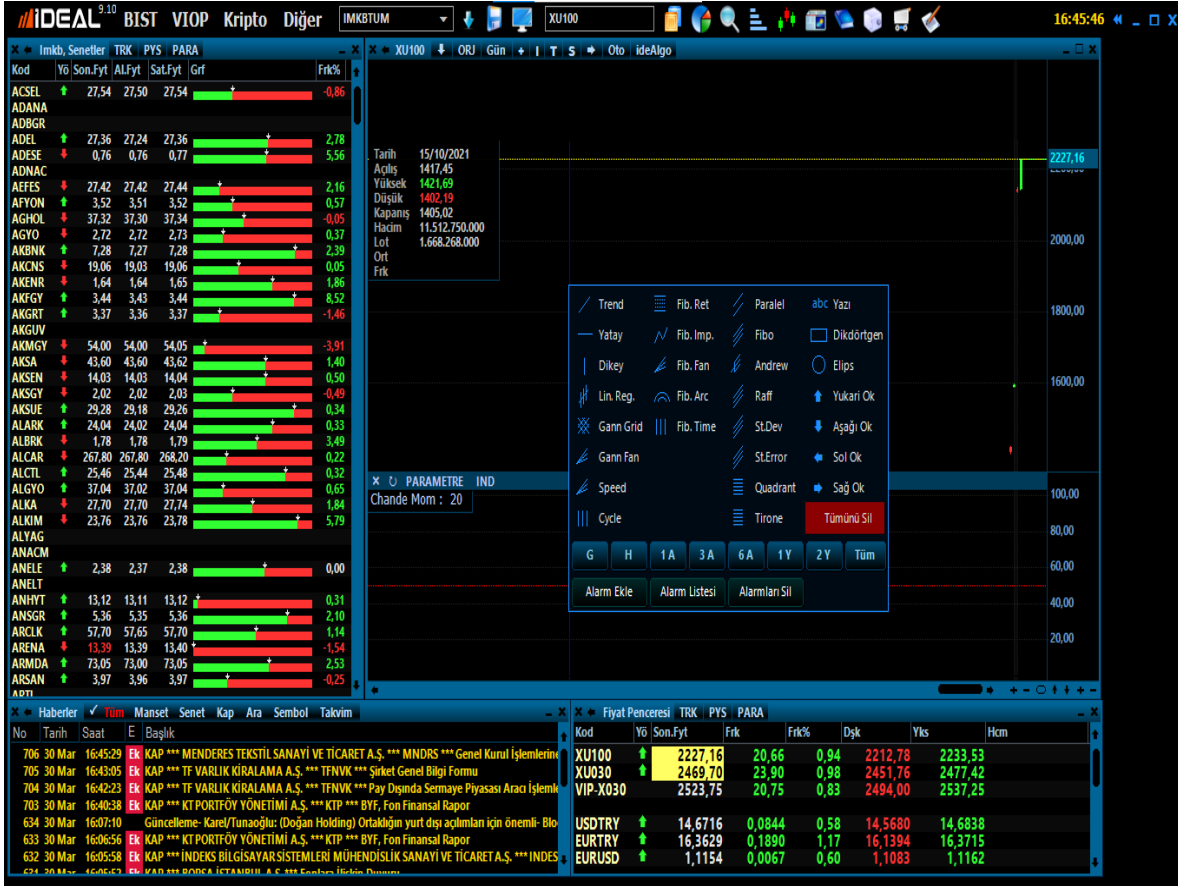 iDEAL 9.10 BIST VIOP Kripto Diğer IMKBTUM XU100 16:45:46
Imkb, Senetler TRK PYS PARA
Kod Yö Son.Fyt Al.Fyt Sat.Fyt Grf Frk%
ACSEL 27,54 27,50 27,54 -0,86
ADANA
ADBGR
ADEL 27,36 27,24 27,36 2,78
ADESE 0,76 0,76 0,77 5,56
ADNAC
AEFES 27,42 27,42 27,44 2,16
AFYON 3,52 3,51 3,52 0,57
AGHOL 37,32 37,30 37,34 -0,05
AGYO 2,72 2,72 2,73 0,37
AKBNK 7,28 7,27 7,28 2,39
AKCNS 19,06 19,03 19,06 0,05
AKENR 1,64 1,64 1,65 1,86
AKFGY 3,44 3,43 3,44 8,52
AKGRT 3,37 3,36 3,37 -1,46
AKGUV
AKMGY 54,00 54,00 54,05 -3,91
AKSA 43,60 43,60 43,62 1,40
AKSEN 14,03 14,03 14,04 0,50
AKSGY 2,02 2,02 2,03 -0,49
AKSUE 29,28 29,18 29,26 0,34
ALARK 24,04 24,02 24,04 0,33
ALBRK 1,78 1,78 1,79 3,49
ALCAR 267,80 267,80 268,20 0,22
ALCTL 25,46 25,44 25,48 0,32
ALGYO 37,04 37,02 37,04 0,65
ALKA 27,70 27,70 27,74 1,84
ALKIM 23,76 23,76 23,78 5,79
ALYAG
ANACM
ANELE 2,38 2,37 2,38 0,00
ANELT
ANHYT 13,12 13,11 13,12 0,31
ANSGR 5,36 5,35 5,36 2,10
ARCLK 57,70 57,65 57,70 1,14
ARENA 13,39 13,39 13,40 -1,54
ARMDA 73,05 73,00 73,05 2,53
ARSAN 3,97 3,96 3,97 -0,25
XU100 ORJ Gün + I T S Oto ideAlgo
Tarih 15/10/2021
Açılış 1417,45
Yüksek 1421,69
Düşük 1402,19
Kapanış 1405,02
Hacim 11.512.750.000
Lot 1.668.268.000
Ort
Frk
2227,16
2000,00
1800,00
1600,00
Trend Fib. Ret Paralel abc Yazı
Yatay Fib. Imp. Fibo Dikdörtgen
Dikey Fib. Fan Andrew Elips
Lin. Reg. Fib. Arc Raff Yukari Ok
Gann Grid Fib. Time St.Dev Aşağı Ok
Gann Fan St.Error Sol Ok
Speed Quadrant Sağ Ok
Cycle Tirone Tümünü Sil
G H 1 A 3 A 6 A 1 Y 2 Y Tüm
Alarm Ekle Alarm Listesi Alarmları Sil
PARAMETRE IND
Chande Mom : 20
100,00
80,00
60,00
40,00
20,00
Haberler Tüm Manset Senet Kap Ara Sembol Takvim
No Tarih Saat E Başlık
706 30 Mar 16:45:29 Ek KAP *** MENDERES TEKSTİL SANAYİ VE TİCARET A.Ş. *** MNDRS *** Genel Kurul İşlemlerine
705 30 Mar 16:43:05 Ek KAP *** TF VARLIK KİRALAMA A.Ş. *** TFNVK *** Şirket Genel Bilgi Formu
704 30 Mar 16:42:23 Ek KAP *** TF VARLIK KİRALAMA A.Ş. *** TFNVK *** Pay Dışında Sermaye Piyasası Aracı İşlemle
703 30 Mar 16:40:38 Ek KAP *** KT PORTFÖY YÖNETİMİ A.Ş. *** KTP *** BYF, Fon Finansal Rapor
634 30 Mar 16:07:10 Güncelleme- Karel/Tunaoğlu: (Doğan Holding) Ortaklığın yurt dışı açılımları için önemli- Blo
633 30 Mar 16:06:56 Ek KAP *** KT PORTFÖY YÖNETİMİ A.Ş. *** KTP *** BYF, Fon Finansal Rapor
632 30 Mar 16:05:58 Ek KAP *** İNDEKS BİLGİSAYAR SİSTEMLERİ MÜHENDİSLİK SANAYİ VE TİCARET A.Ş. *** INDES
631 30 Mar 16:05:52 Ek KAP *** BORSA İSTANBUL A.Ş. *** Fonlara İlişkin Duyuru
Fiyat Penceresi TRK PYS PARA
Kod Yö Son.Fyt Frk Frk% Dşk Yks Hcm
XU100 2227,16 20,66 0,94 2212,78 2233,53
XU030 2469,70 23,90 0,98 2451,76 2477,42
VIP-X030 2523,75 20,75 0,83 2494,00 2537,25
USDTRY 14,6716 0,0844 0,58 14,5680 14,6838
EURTRY 16,3629 0,1890 1,17 16,1394 16,3715
EURUSD 1,1154 0,0067 0,60 1,1083 1,1162